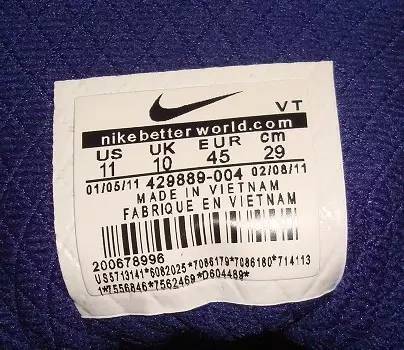 VT
nikebetterworld.com
US UK EUR cm
11 10 45 29
01/05/11 429889-004 02/08/11
MADE IN VIETNAM
FABRIQUE EN VIETNAM
200678996
US5713141*6082025*7086179*7086180*714113
1*7556846*7562469*D604489*